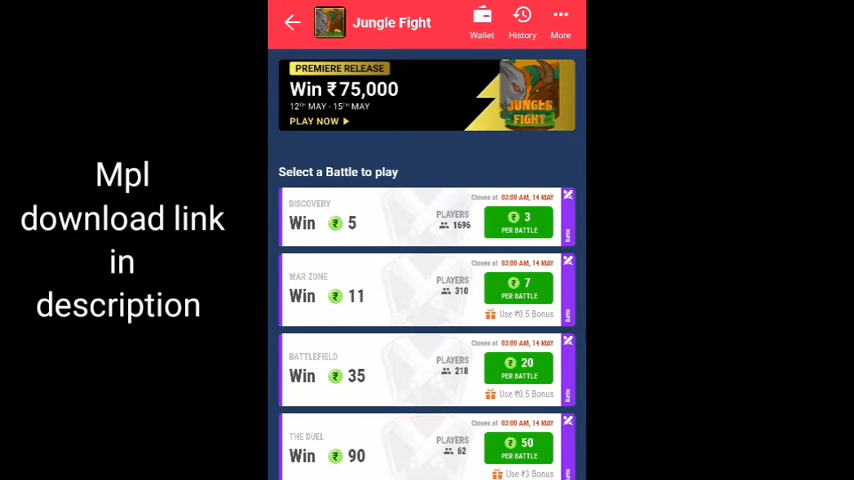 Jungle Fight
Wallet
History
More
PREMIERE RELEASE
Win ₹75,000
12TH MAY - 15TH MAY
PLAY NOW
JUNGLE
FIGHT
Mpl
download link
in
description
Select a Battle to play
Closes at 03:00 AM, 14 MAY
DISCOVERY
Win ₹ 5
PLAYERS
1696
₹ 3
PER BATTLE
Battle
Closes at 03:00 AM, 14 MAY
WAR ZONE
Win ₹ 11
PLAYERS
310
₹ 7
PER BATTLE
Use ₹0.5 Bonus
Battle
Closes at 03:00 AM, 14 MAY
BATTLEFIELD
Win ₹ 35
PLAYERS
218
₹ 20
PER BATTLE
Use ₹0.5 Bonus
Battle
Closes at 03:00 AM, 14 MAY
THE DUEL
Win ₹ 90
PLAYERS
62
₹ 50
PER BATTLE
Use ₹3 Bonus
Battle